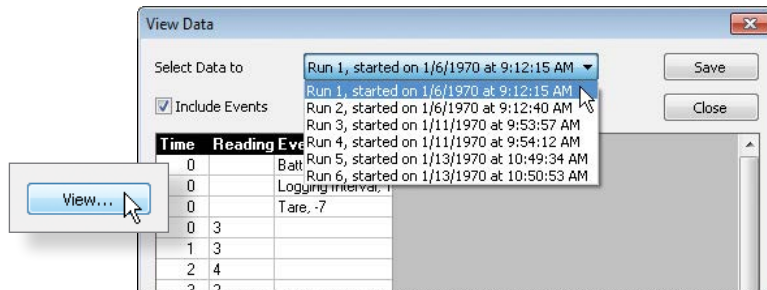 View Data
Select Data to
Run 1, started on 1/6/1970 at 9:12:15 AM
Save
Run 1, started on 1/6/1970 at 9:12:15 AM
Include Events
Run 2, started on 1/6/1970 at 9:12:40 AM
Close
Run 3, started on 1/11/1970 at 9:53:57 AM
Run 4, started on 1/11/1970 at 9:54:12 AM
Run 5, started on 1/13/1970 at 10:49:34 AM
Run 6, started on 1/13/1970 at 10:50:53 AM
Time Reading Eve
0 Batt
0 Logging Interval, 1
0 Tare, -7
0 3
1 3
2 4
View...